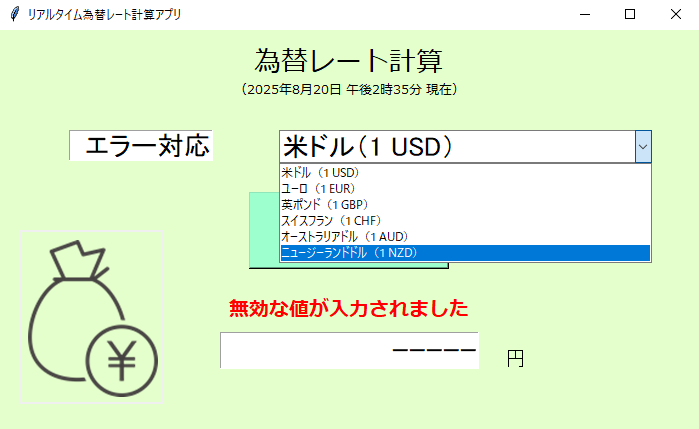 リアルタイム為替レート計算アプリ
為替レート計算
（2025年8月20日 午後2時35分 現在）
エラー対応
米ドル（1 USD）
米ドル（1 USD）
ユーロ（1 EUR）
英ポンド（1 GBP）
スイスフラン（1 CHF）
オーストラリアドル（1 AUD）
ニュージーランドドル（1 NZD）
無効な値が入力されました
ーーーーー
円
¥